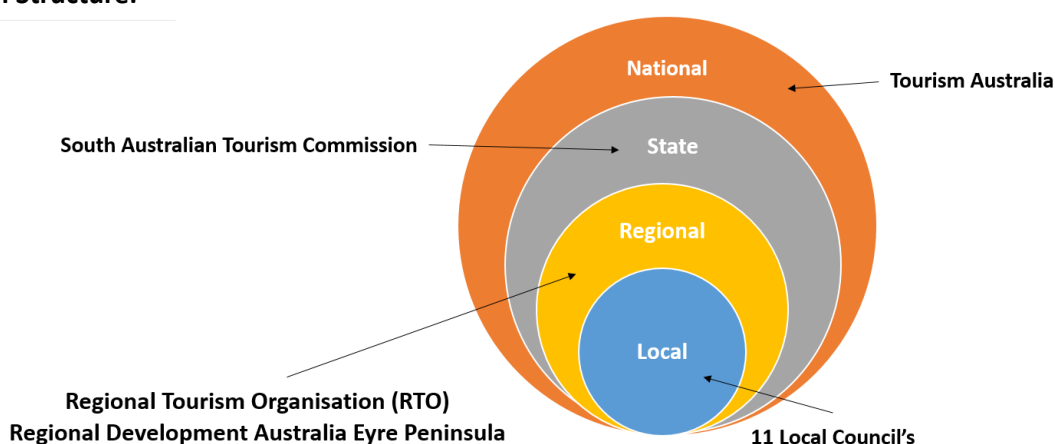 Structure:
National
Tourism Australia
South Australian Tourism Commission
State
Regional
Local
Regional Tourism Organisation (RTO)
Regional Development Australia Eyre Peninsula
11 Local Council's